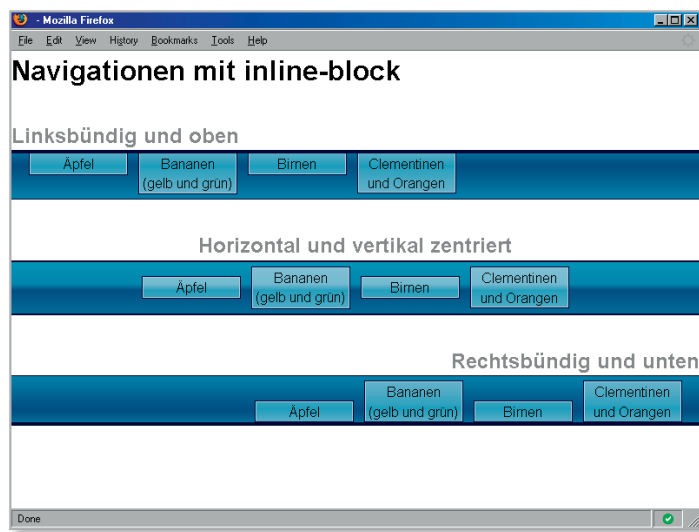 - Mozilla Firefox
File Edit View History Bookmarks Tools Help
Navigationen mit inline-block
Linksbündig und oben
Äpfel Bananen Birnen Clementinen
(gelb und grün) und Orangen
Horizontal und vertikal zentriert
Äpfel Bananen Birnen Clementinen
(gelb und grün) und Orangen
Rechtsbündig und unten
Bananen Clementinen
Äpfel (gelb und grün) Birnen und Orangen
Done